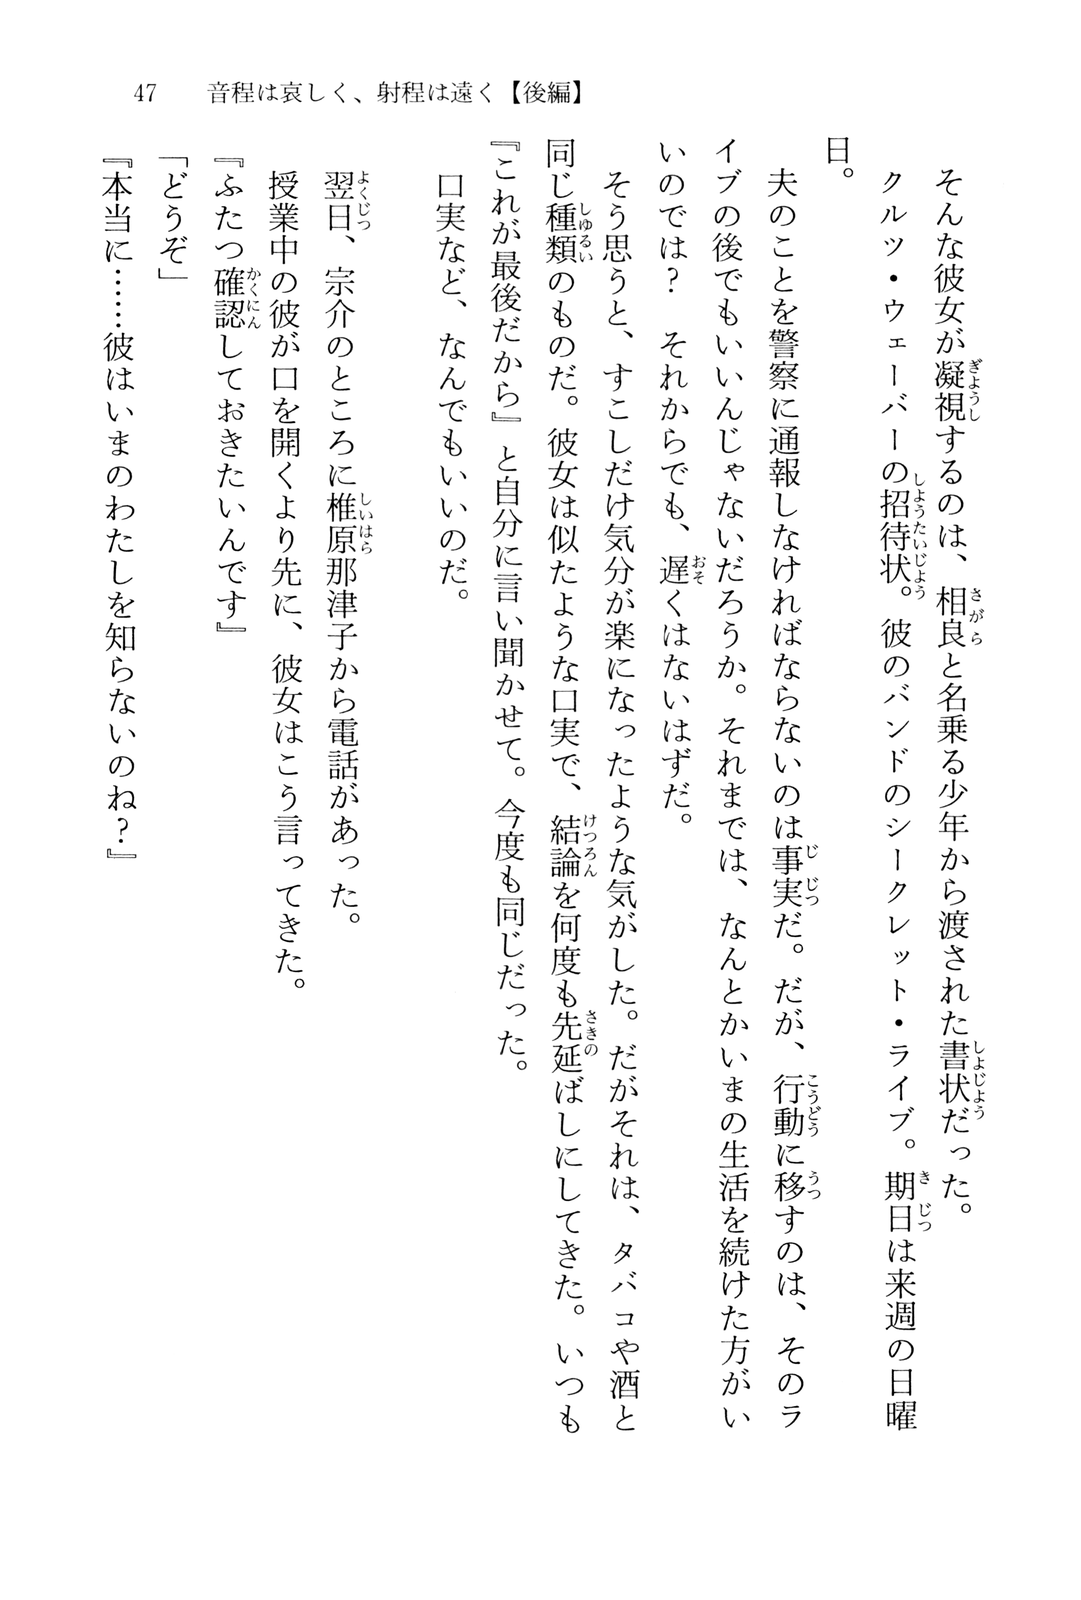 47　音程は哀しく、射程は遠く【後編】
そんな彼女が凝視するのは、相良と名乗る少年から渡された書状だった。
クルツ・ウェーバーの招待状。彼のバンドのシークレット・ライブ。期日は来週の日曜
日。
夫のことを警察に通報しなければならないのは事実だ。だが、行動に移すのは、そのラ
イブの後でもいいんじゃないだろうか。それまでは、なんとかいまの生活を続けた方がい
いのでは？　それからでも、遅くはないはずだ。
そう思うと、すこしだけ気分が楽になったような気がした。だがそれは、タバコや酒と
同じ種類のものだ。彼女は似たような口実で、結論を何度も先延ばしにしてきた。いつも
『これが最後だから』と自分に言い聞かせて。今度も同じだった。
口実など、なんでもいいのだ。
翌日、宗介のところに椎原那津子から電話があった。
授業中の彼が口を開くより先に、彼女はこう言ってきた。
『ふたつ確認しておきたいんです』
「どうぞ」
『本当に……彼はいまのわたしを知らないのね？』